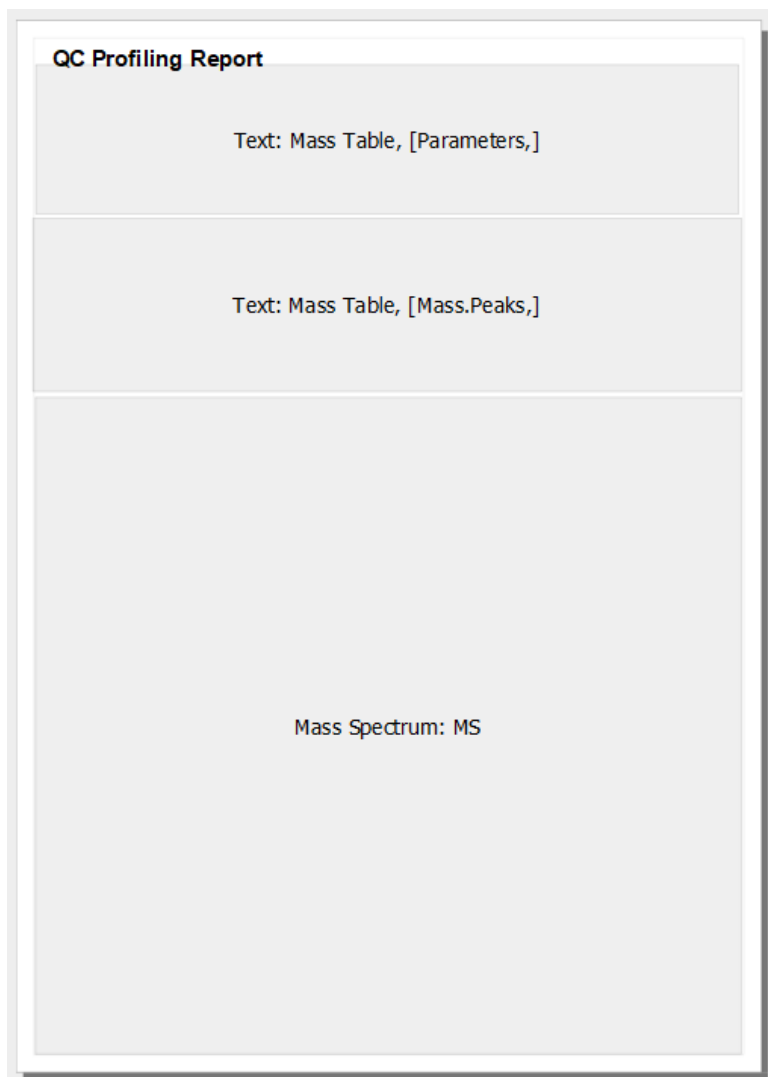 QC Profiling Report
Text: Mass Table, [Parameters,]
Text: Mass Table, [Mass.Peaks,]
Mass Spectrum: MS